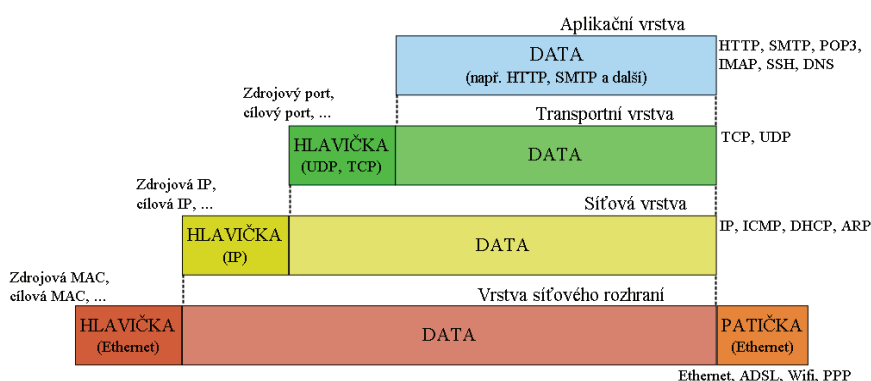 Aplikační vrstva
DATA
(např. HTTP, SMTP a další)
HTTP, SMTP, POP3,
IMAP, SSH, DNS
Zdrojový port,
cílový port, ...
Transportní vrstva
HLAVIČKA
(UDP, TCP)
DATA
TCP, UDP
Zdrojová IP,
cílová IP, ...
Síťová vrstva
HLAVIČKA
(IP)
DATA
IP, ICMP, DHCP, ARP
Zdrojová MAC,
cílová MAC, ...
Vrstva síťového rozhraní
HLAVIČKA
(Ethernet)
DATA
PATIČKA
(Ethernet)
Ethernet, ADSL, Wifi, PPP